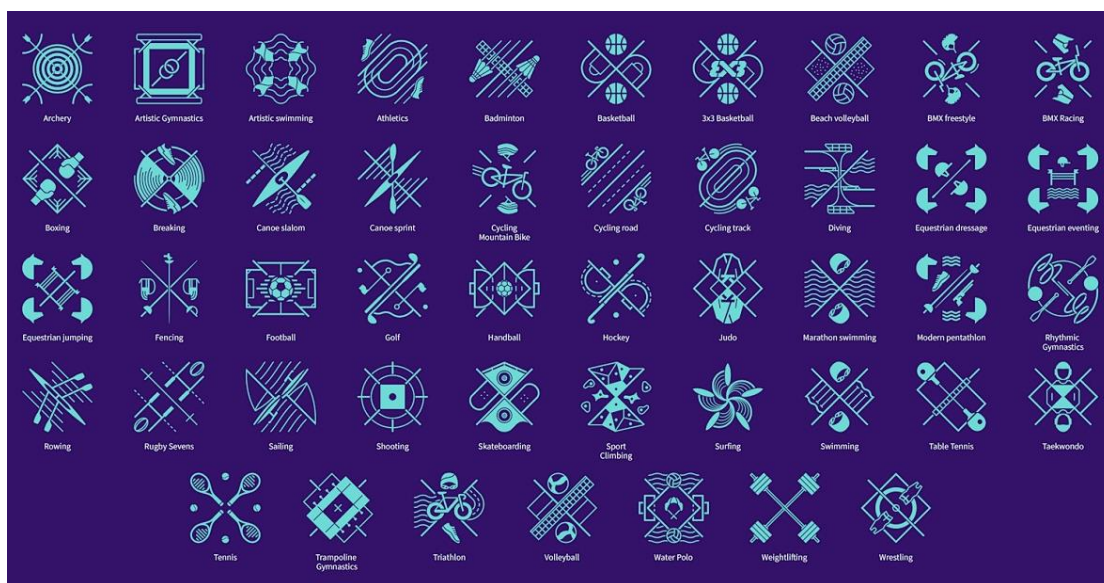 Archery
Artistic Gymnastics
Artistic swimming
Athletics
Badminton
Basketball
3x3 Basketball
Beach volleyball
BMX freestyle
BMX Racing
Boxing
Breaking
Canoe slalom
Canoe sprint
Cycling
Mountain Bike
Cycling road
Cycling track
Diving
Equestrian dressage
Equestrian eventing
Equestrian jumping
Fencing
Football
Golf
Handball
Hockey
Judo
Marathon swimming
Modern pentathlon
Rhythmic
Gymnastics
Rowing
Rugby Sevens
Sailing
Shooting
Skateboarding
Sport
Climbing
Surfing
Swimming
Table Tennis
Taekwondo
Tennis
Trampoline
Gymnastics
Triathlon
Volleyball
Water Polo
Weightlifting
Wrestling
3X3